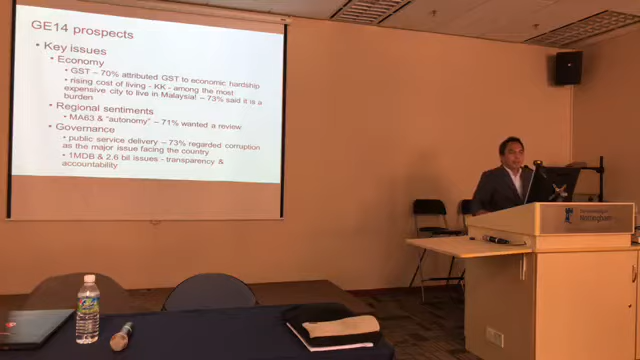 GE14 prospects
• Key issues
• Economy
• GST – 70% attributed GST to economic hardship
• rising cost of living - KK - among the most
expensive city to live in Malaysia! – 73% said it is a
burden
• Regional sentiments
• MA63 & "autonomy" – 71% wanted a review
• Governance
• public service delivery – 73% regarded corruption
as the major issue facing the country
• 1MDB & 2.6 bil issues - transparency &
accountability
Nottingham